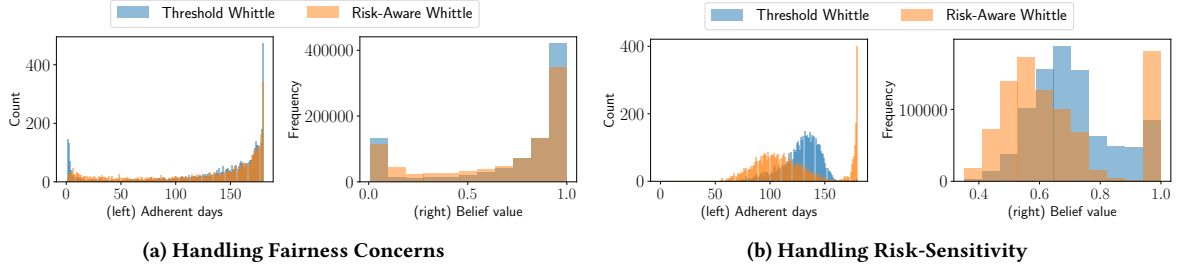 Threshold Whittle Risk-Aware Whittle
Count
400
200
0
0 50 100 150
(left) Adherent days
Frequency
400000
200000
0
0.0 0.5 1.0
(right) Belief value
(a) Handling Fairness Concerns
Threshold Whittle Risk-Aware Whittle
Count
400
200
0
0 50 100 150
(left) Adherent days
Frequency
100000
0
0.4 0.6 0.8 1.0
(right) Belief value
(b) Handling Risk-Sensitivity